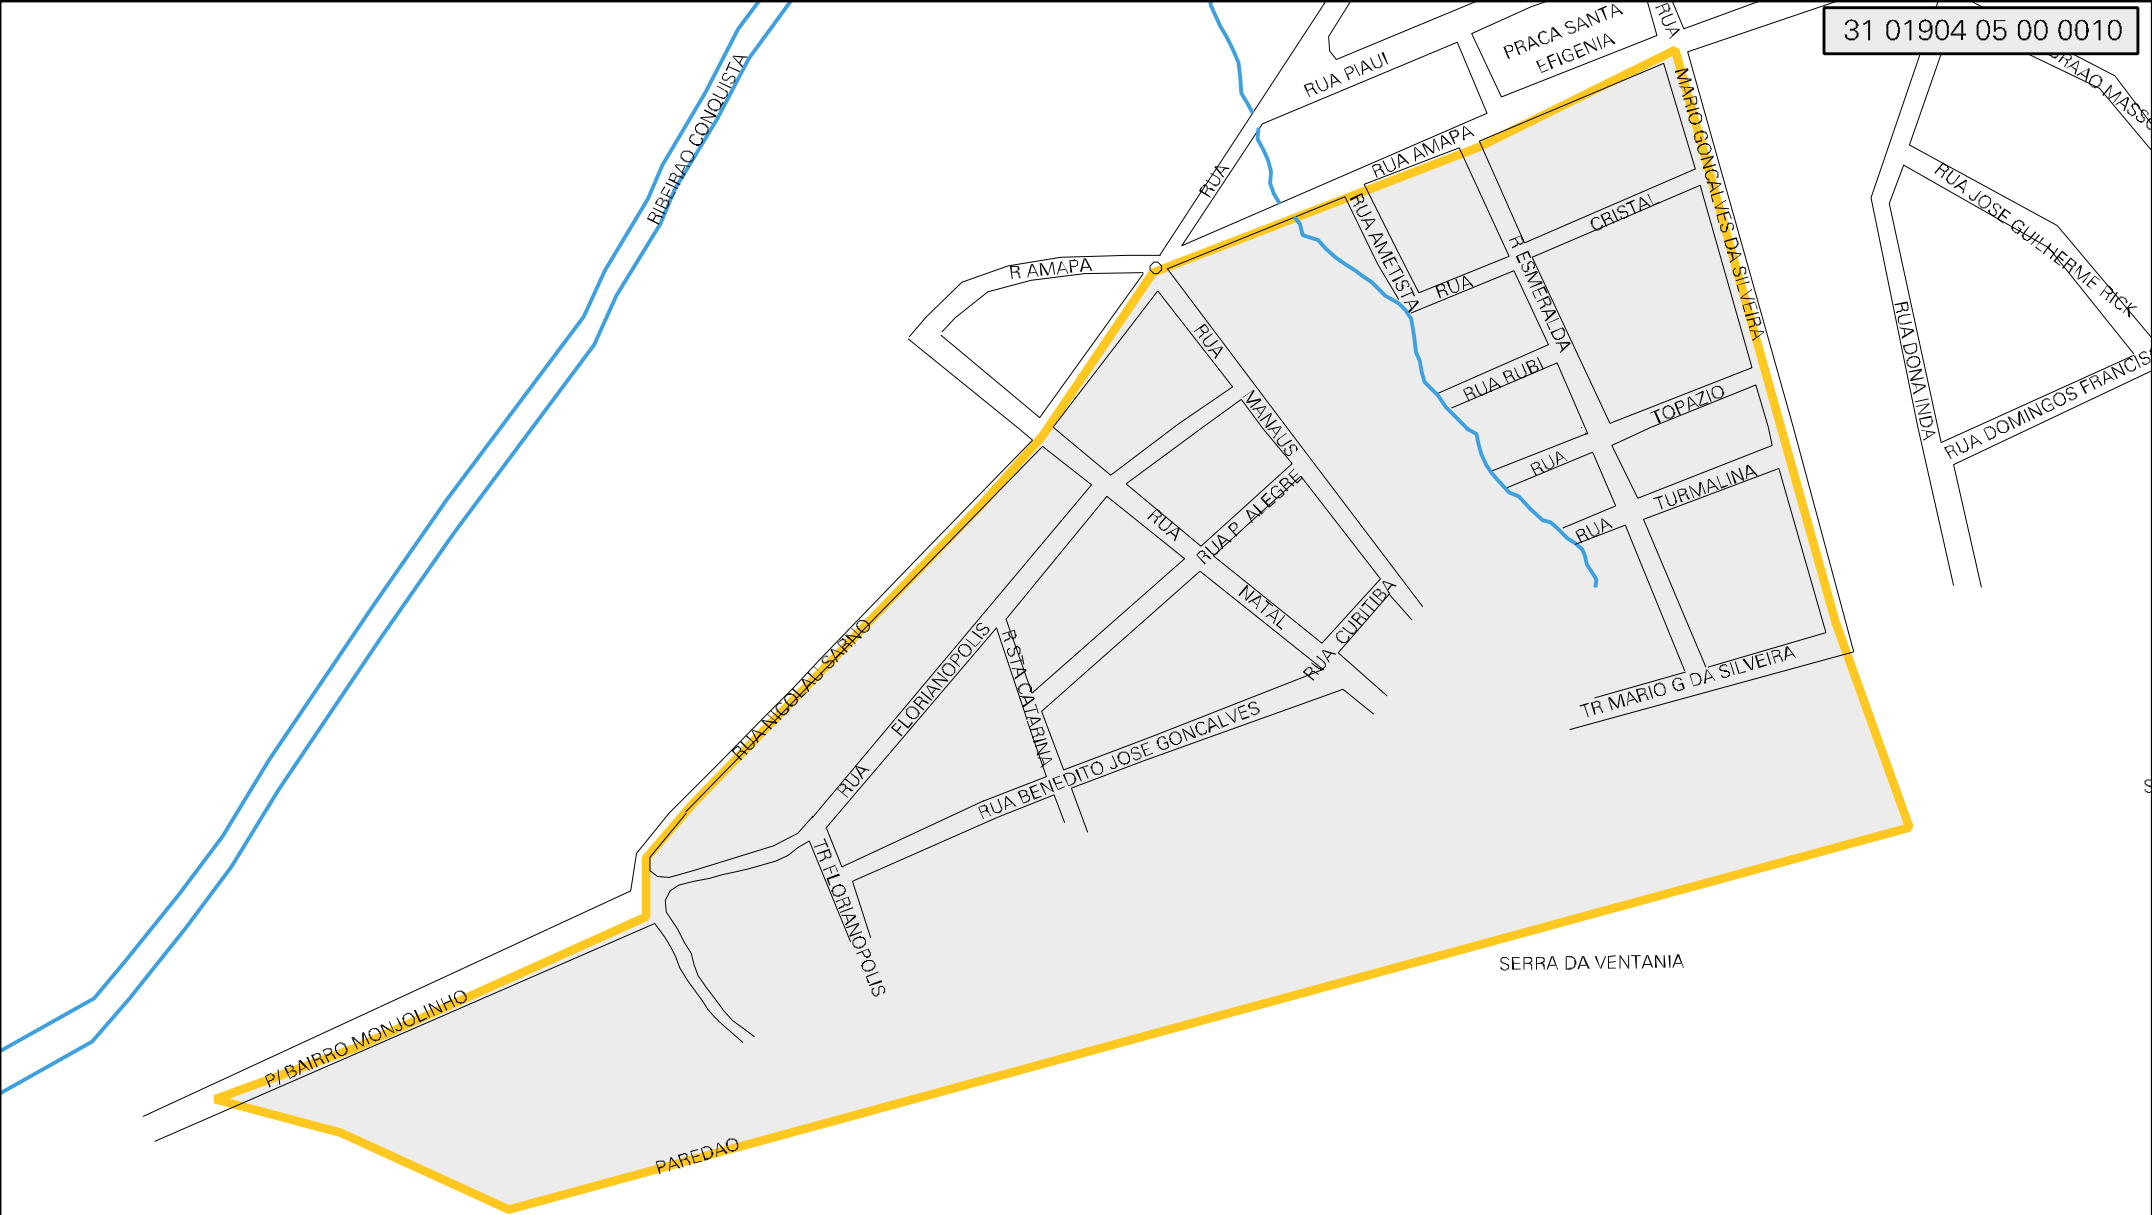 31 01904 05 00 0010
PRACA SANTA
EFIGENIA
RUA
RUA PIAUI
RUA AMAPA
RUA
R AMAPA
RIBEIRAO CONQUISTA
MARIO GONCALVES DA SILVEIRA
RUA JOSE GUILHERME RICK
RUA DONA INDA
RUA DOMINGOS
CRISTAL
RUA
RUA AMETISTA
R ESMERALDA
RUA RUBI
TOPAZIO
RUA
TURMALINA
RUA
TR MARIO G DA SILVEIRA
RUA
MANAUS
RUA P. ALEGRE
RUA
NATAL
RUA CURITIBA
RUA NICOLAU SARNO
RUA FLORIANOPOLIS
R STA CATARINA
RUA BENEDITO JOSE GONCALVES
TR FLORIANOPOLIS
SERRA DA VENTANIA
P/ BAIRRO MONJOLINHO
PAREDAO